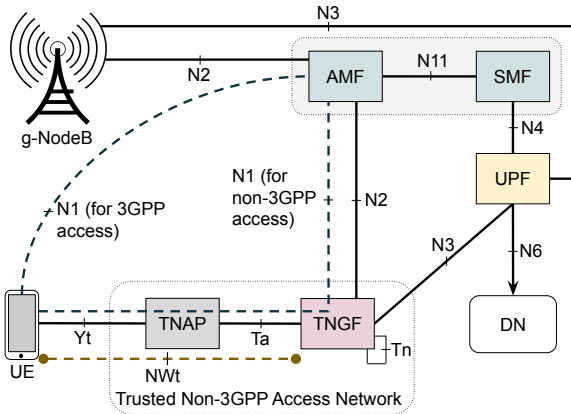 N3
N2
AMF
N11
SMF
g-NodeB
N4
N1 (for
non-3GPP
access)
UPF
N1 (for 3GPP
access)
N2
N3
N6
TNAP
TNGF
DN
Yt
Ta
Tn
UE
NWt
Trusted Non-3GPP Access Network